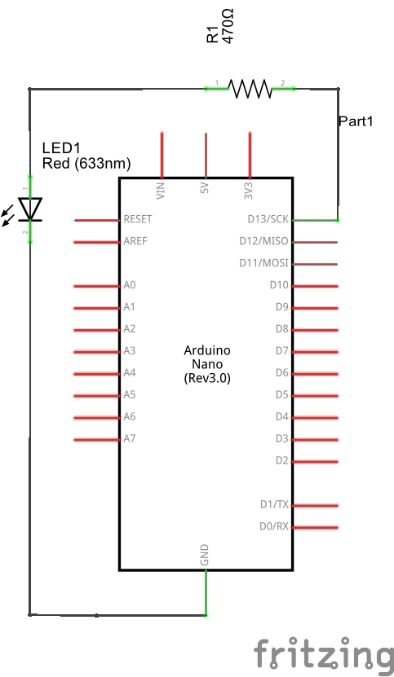 R1
470Ω
1
2
Part1
LED1
Red (633nm)
1
2
VIN
5V
3V3
RESET
AREF
A0
A1
A2
A3
A4
A5
A6
A7
Arduino
Nano
(Rev3.0)
D13/SCK
D12/MISO
D11/MOSI
D10
D9
D8
D7
D6
D5
D4
D3
D2
D1/TX
D0/RX
GND
fritzing